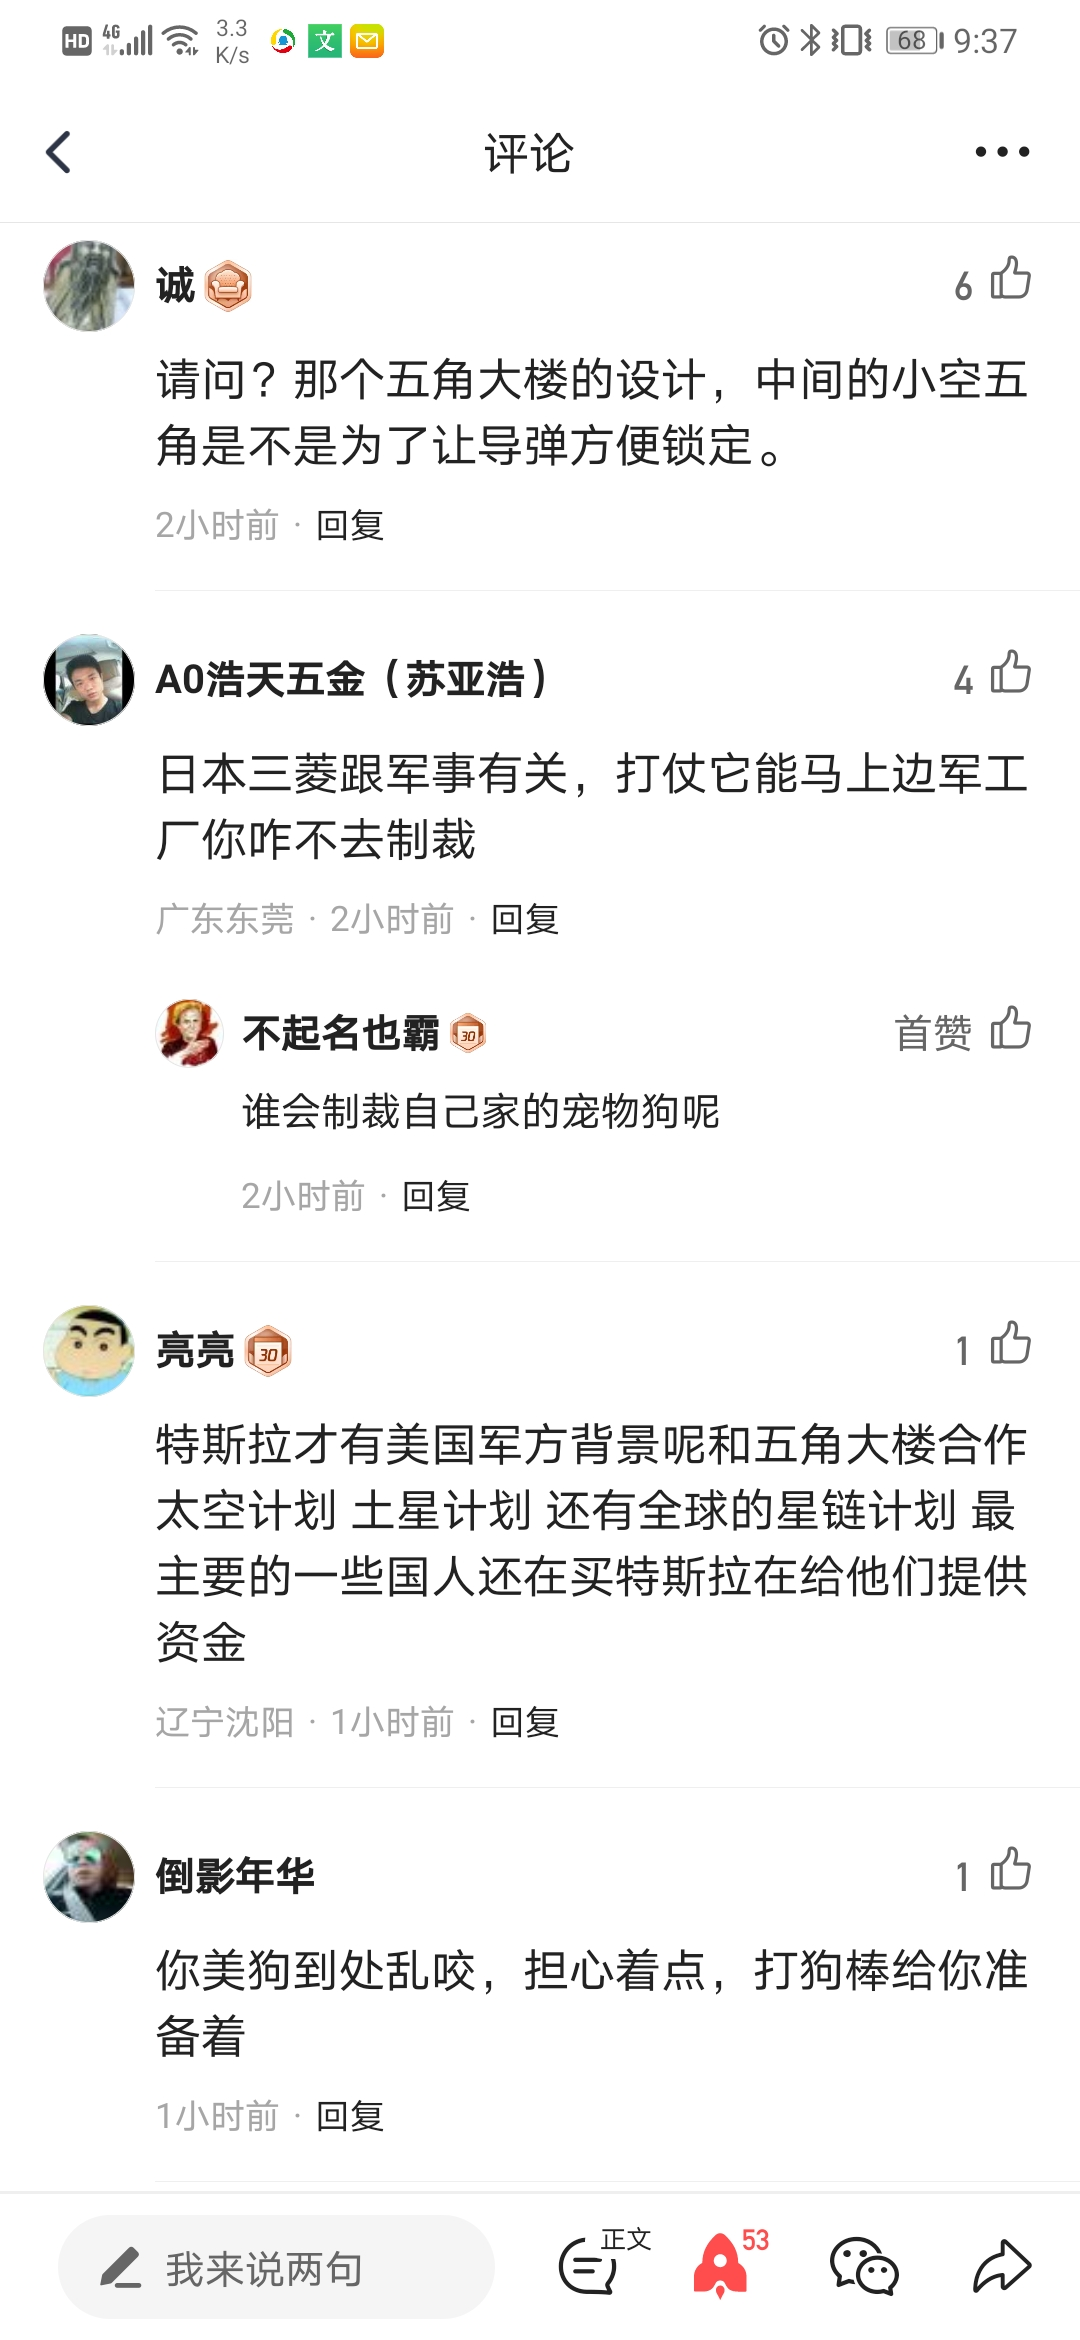 HD 4G 3.3 K/s 文 68 9:37
评论
诚 6
请问？那个五角大楼的设计，中间的小空五
角是不是为了让导弹方便锁定。
2小时前 · 回复
A0浩天五金（苏亚浩） 4
日本三菱跟军事有关，打仗它能马上边军工
厂你咋不去制裁
广东东莞 · 2小时前 · 回复
不起名也霸 30 首赞
谁会制裁自己家的宠物狗呢
2小时前 · 回复
亮亮 30 1
特斯拉才有美国军方背景呢和五角大楼合作
太空计划 土星计划 还有全球的星链计划 最
主要的一些国人还在买特斯拉在给他们提供
资金
辽宁沈阳 · 1小时前 · 回复
倒影年华 1
你美狗到处乱咬，担心着点，打狗棒给你准
备着
1小时前 · 回复
我来说两句 正文 53